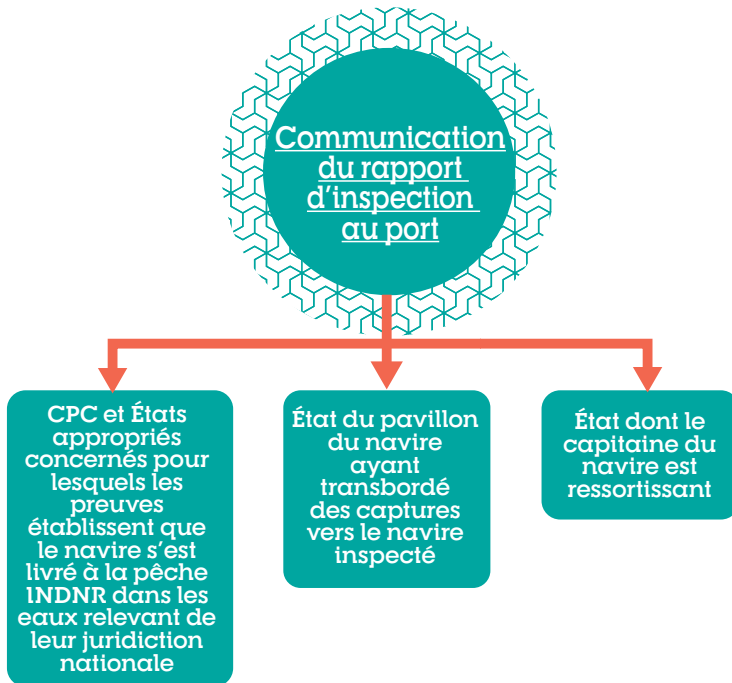 Communication
du rapport
d’inspection
au port
CPC et États
appropriés
concernés pour
lesquels les
preuves
établissent que
le navire s’est
livré à la pêche
INDNR dans les
eaux relevant de
leur juridiction
nationale
État du pavillon
du navire
ayant
transbordé
des captures
vers le navire
inspecté
État dont le
capitaine du
navire est
ressortissant